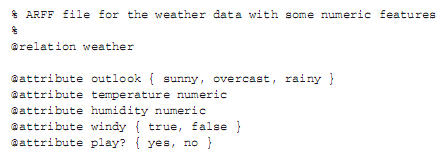 % ARFF file for the weather data with some numeric features
%
@relation weather
@attribute outlook { sunny, overcast, rainy }
@attribute temperature numeric
@attribute humidity numeric
@attribute windy { true, false }
@attribute play? { yes, no }